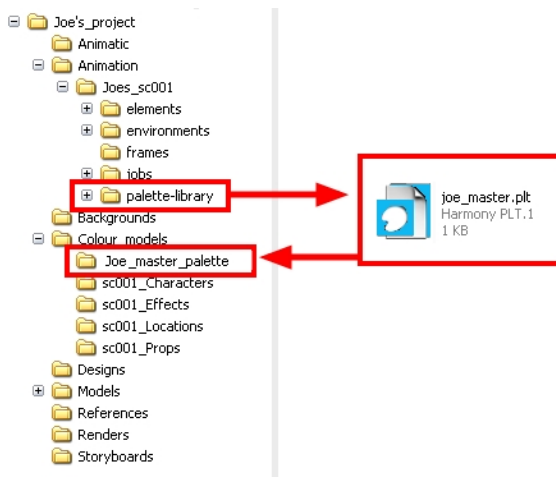 Joe's_project
Animatic
Animation
Joes_sc001
elements
environments
frames
jobs
palette-library
Backgrounds
Colour_models
Joe_master_palette
sc001_Characters
sc001_Effects
sc001_Locations
sc001_Props
Designs
Models
References
Renders
Storyboards
joe_master.plt
Harmony PLT.1
1 KB